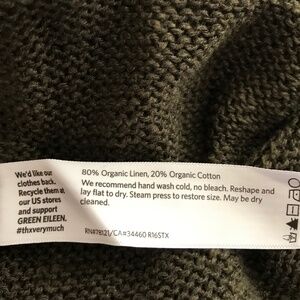 We'd like our
clothes back.
Recycle them at
our US stores
and support
GREEN EILEEN.
#thxverymuch
80% Organic Linen, 20% Organic Cotton
We recommend hand wash cold, no bleach. Reshape and
lay flat to dry. Steam press to restore size. May be dry
cleaned.
RN#78121/CA#34460 R16STX